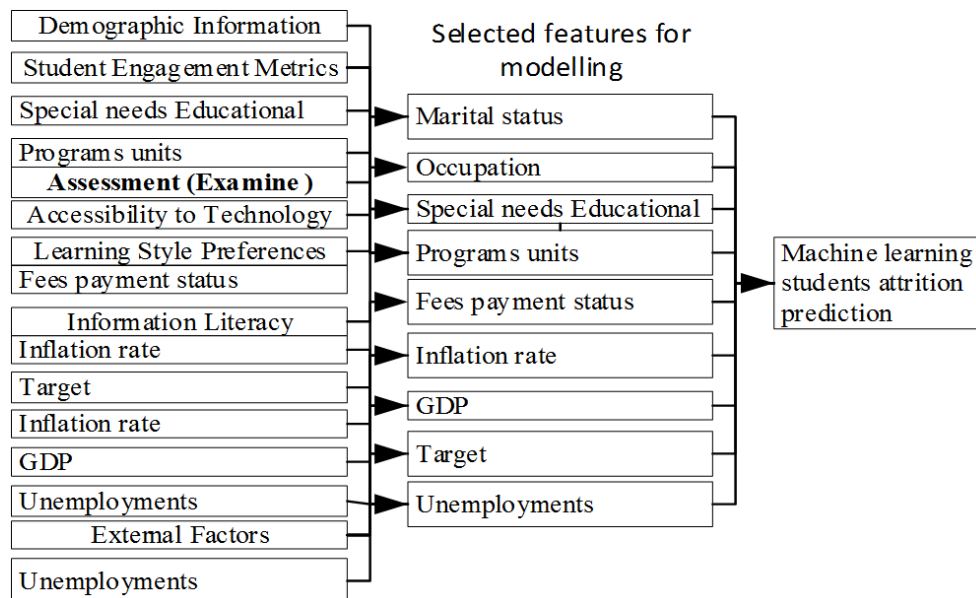 Demographic Information
Student Engagement Metrics
Special needs Educational
Programs units
Assessment (Examine )
Accessibility to Technology
Learning Style Preferences
Fees payment status
Information Literacy
Inflation rate
Target
Inflation rate
GDP
Unemployments
External Factors
Unemployments
Selected features for
modelling
Marital status
Occupation
Special needs Educational
Programs units
Fees payment status
Inflation rate
GDP
Target
Unemployments
Machine learning
students attrition
prediction